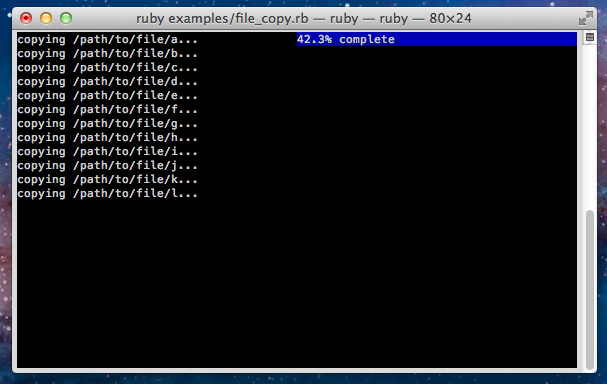 ruby examples/file_copy.rb — ruby — ruby — 80×24
copying /path/to/file/a... 42.3% complete
copying /path/to/file/b...
copying /path/to/file/c...
copying /path/to/file/d...
copying /path/to/file/e...
copying /path/to/file/f...
copying /path/to/file/g...
copying /path/to/file/h...
copying /path/to/file/i...
copying /path/to/file/j...
copying /path/to/file/k...
copying /path/to/file/l...